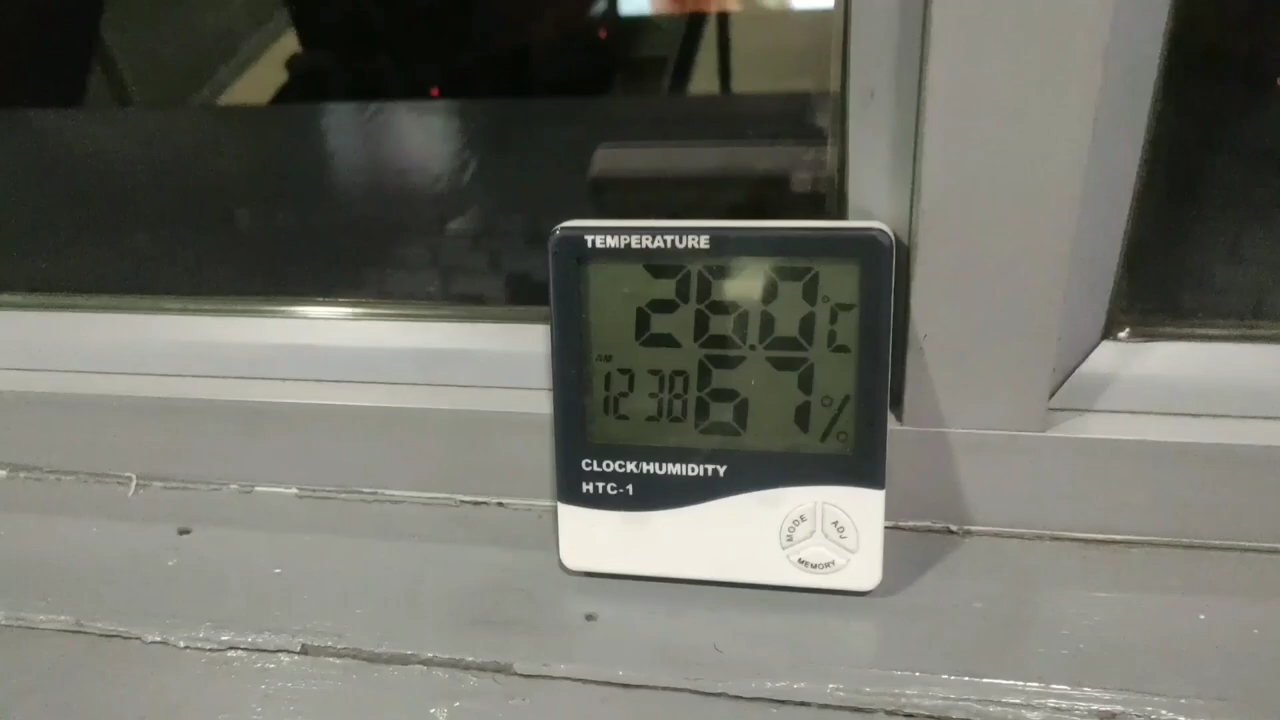 TEMPERATURE
26.0 °C
AM
12 38 67 %
CLOCK/HUMIDITY
HTC-1
MODE
ADJ
MEMORY